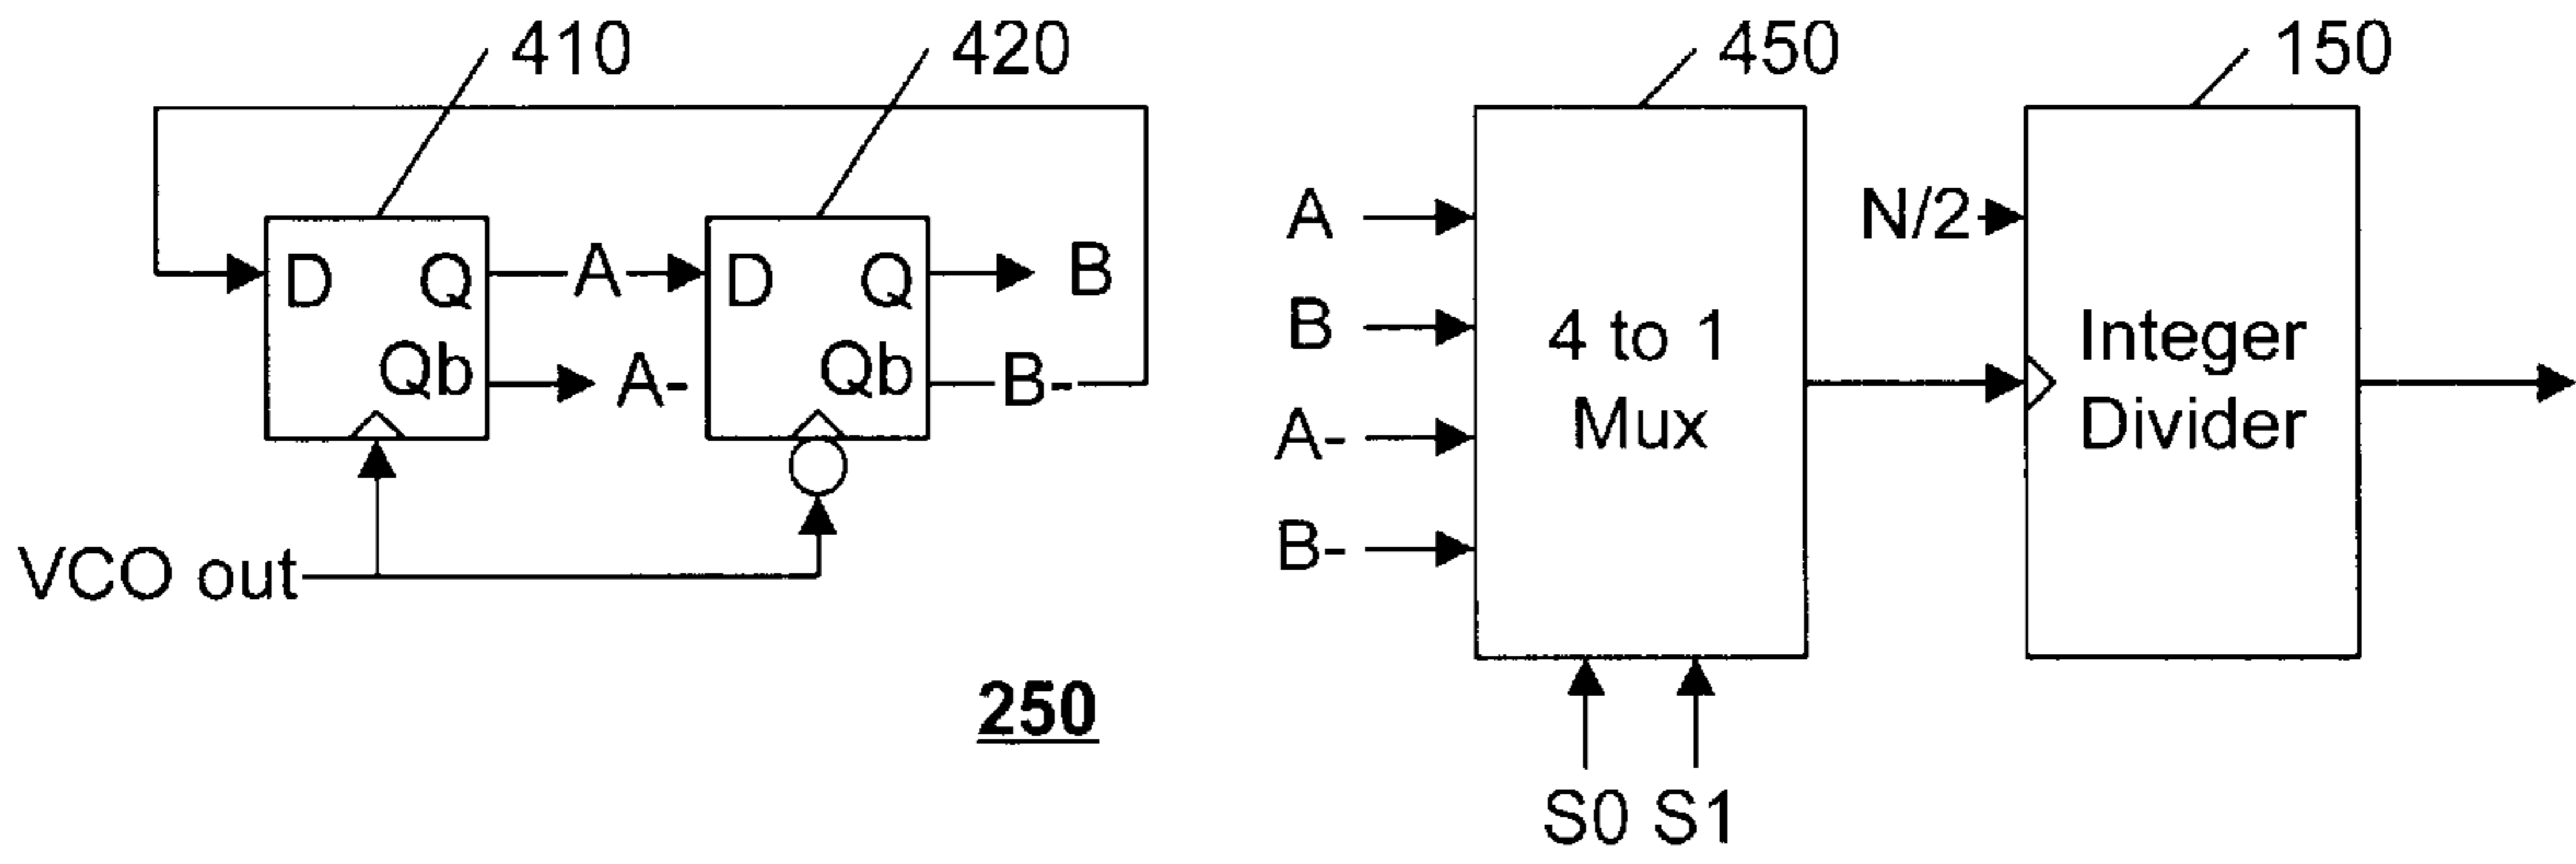 410
420
450
150
D Q A D Q B
Qb A- Qb B-
VCO out
250
A
B
A-
B-
4 to 1
Mux
S0 S1
N/2
Integer
Divider